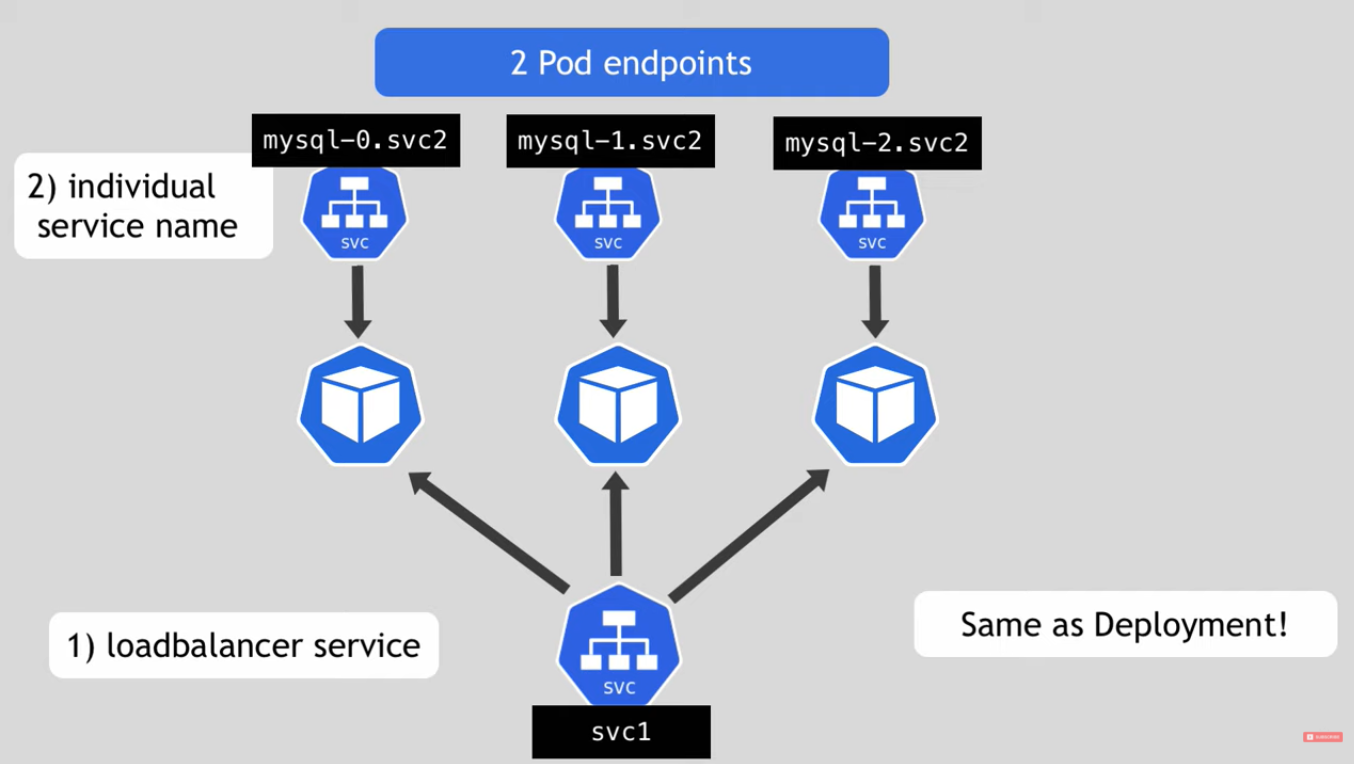 2 Pod endpoints
mysql-0.svc2
mysql-1.svc2
mysql-2.svc2
2) individual
service name
svc
svc
svc
1) loadbalancer service
Same as Deployment!
svc
svc1
SUBSCRIBE